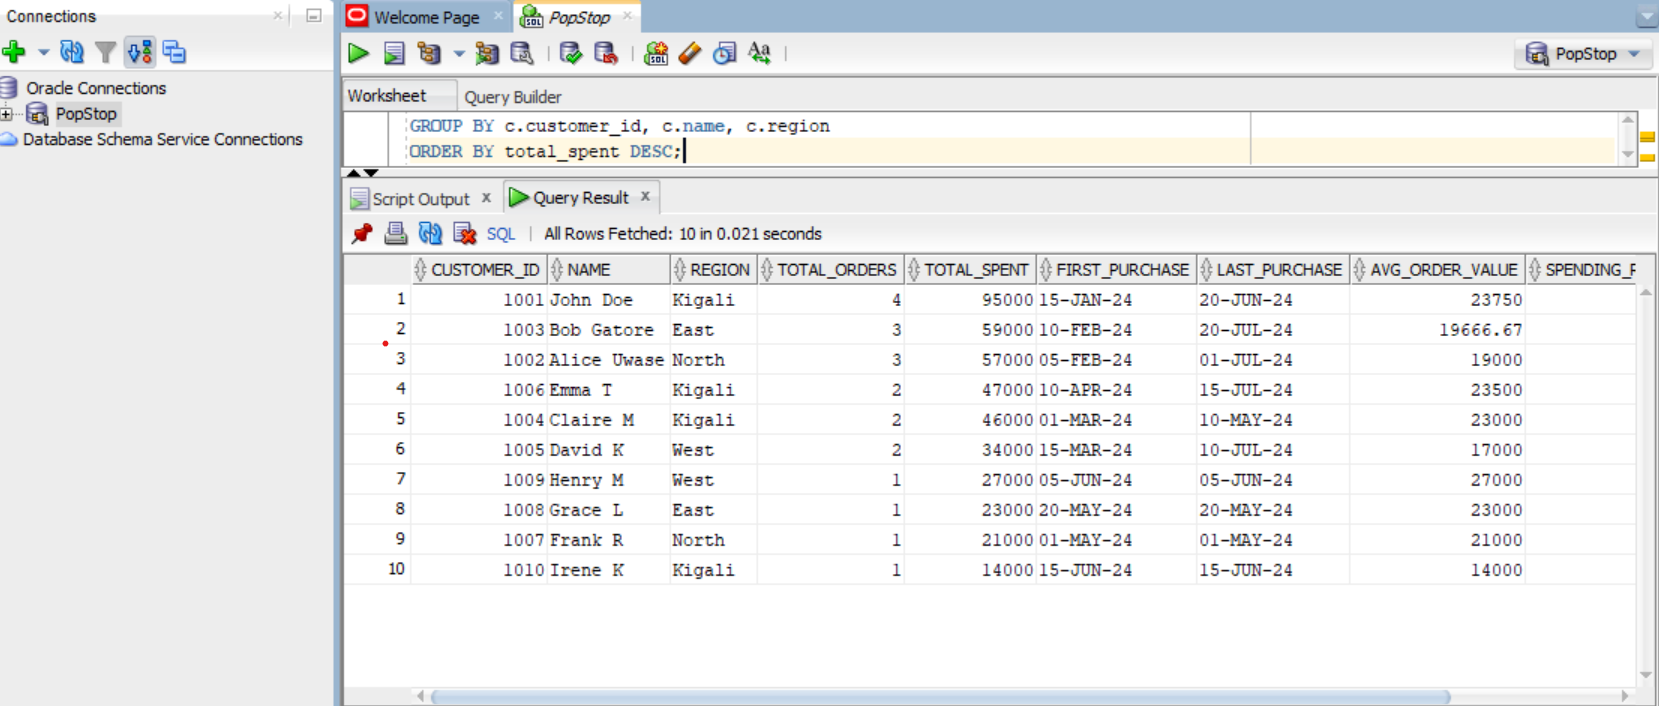 Connections
Welcome Page
PopStop
PopStop
Oracle Connections
PopStop
Database Schema Service Connections
Worksheet
Query Builder
GROUP BY c.customer_id, c.name, c.region
ORDER BY total_spent DESC;
Script Output x
Query Result x
SQL | All Rows Fetched: 10 in 0.021 seconds
CUSTOMER_ID NAME REGION TOTAL_ORDERS TOTAL_SPENT FIRST_PURCHASE LAST_PURCHASE AVG_ORDER_VALUE
1 1001 John Doe Kigali 4 95000 15-JAN-24 20-JUN-24 23750
2 1003 Bob Gatore East 3 59000 10-FEB-24 20-JUL-24 19666.67
3 1002 Alice Uwase North 3 57000 05-FEB-24 01-JUL-24 19000
4 1006 Emma T Kigali 2 47000 10-APR-24 15-JUL-24 23500
5 1004 Claire M Kigali 2 46000 01-MAR-24 10-MAY-24 23000
6 1005 David K West 2 34000 15-MAR-24 10-JUL-24 17000
7 1009 Henry M West 1 27000 05-JUN-24 05-JUN-24 27000
8 1008 Grace L East 1 23000 20-MAY-24 20-MAY-24 23000
9 1007 Frank R North 1 21000 01-MAY-24 01-MAY-24 21000
10 1010 Irene K Kigali 1 14000 15-JUN-24 15-JUN-24 14000